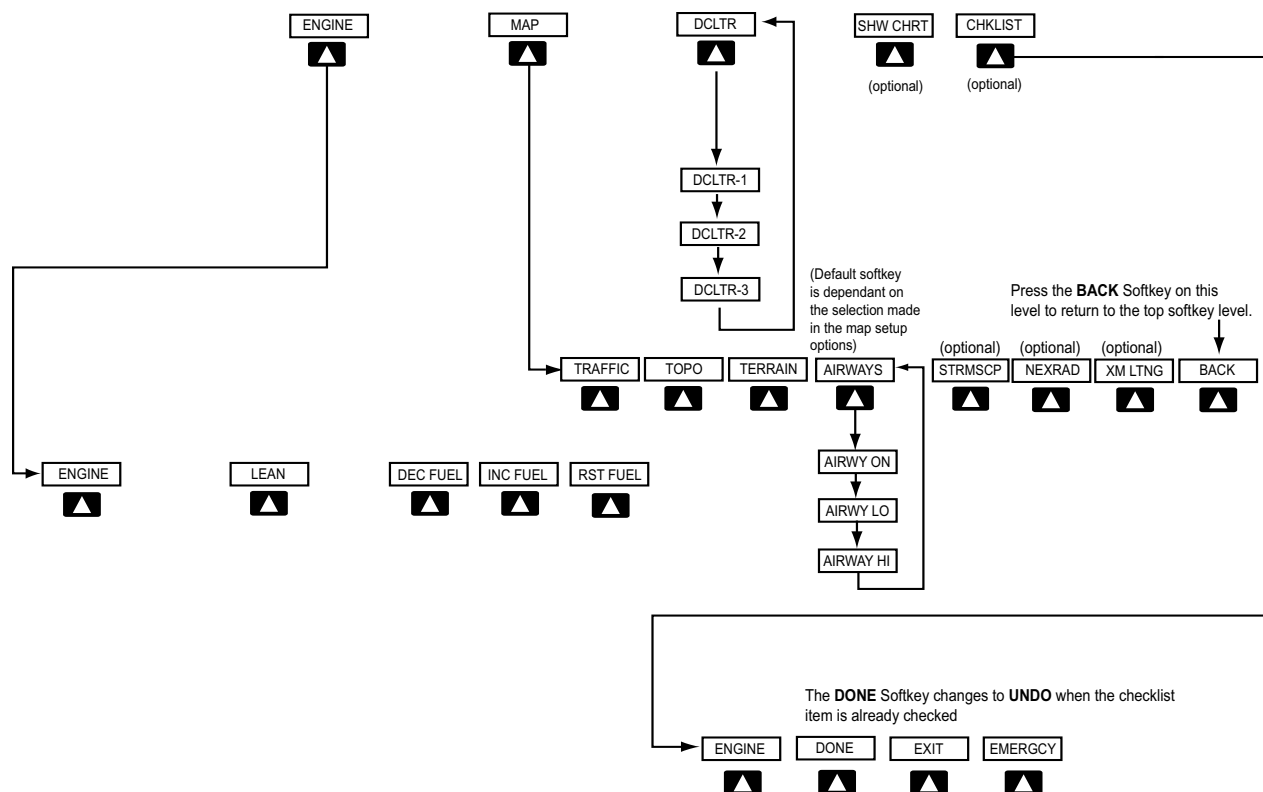 ENGINE
MAP
DCLTR
SHW CHRT
CHKLIST
(optional)
(optional)
DCLTR-1
DCLTR-2
DCLTR-3
(Default softkey
is dependant on
the selection made
in the map setup
options)
Press the BACK Softkey on this
level to return to the top softkey level.
(optional)
(optional)
(optional)
TRAFFIC
TOPO
TERRAIN
AIRWAYS
STRMSCP
NEXRAD
XM LTNG
BACK
AIRWY ON
AIRWY LO
AIRWAY HI
ENGINE
LEAN
DEC FUEL
INC FUEL
RST FUEL
The DONE Softkey changes to UNDO when the checklist
item is already checked
ENGINE
DONE
EXIT
EMERGCY